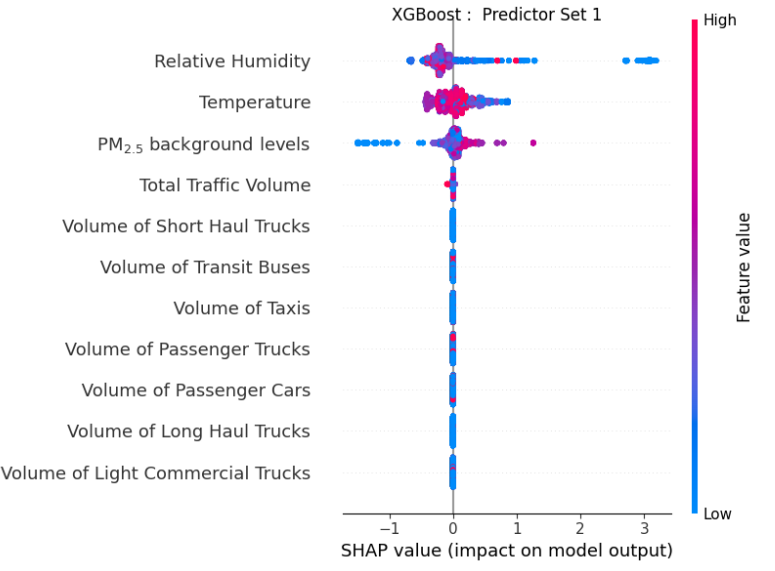 XGBoost :  Predictor Set 1
High
Relative Humidity
Temperature
PM2.5 background levels
Total Traffic Volume
Volume of Short Haul Trucks
Volume of Transit Buses
Volume of Taxis
Volume of Passenger Trucks
Volume of Passenger Cars
Volume of Long Haul Trucks
Volume of Light Commercial Trucks
Feature value
Low
−1 0 1 2 3
SHAP value (impact on model output)